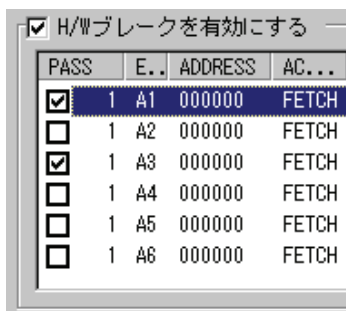 H/Wブレークを有効にする
PASS E.. ADDRESS AC...
1 A1 000000 FETCH
1 A2 000000 FETCH
1 A3 000000 FETCH
1 A4 000000 FETCH
1 A5 000000 FETCH
1 A6 000000 FETCH